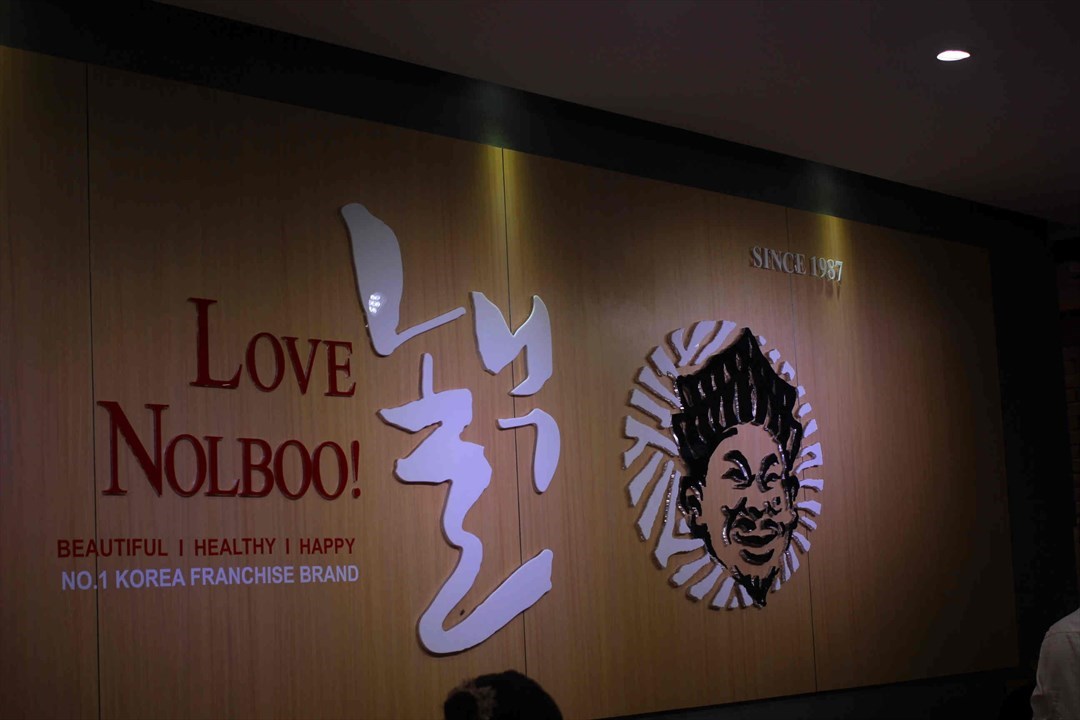 LOVE
NOLBOO!
BEAUTIFUL I HEALTHY I HAPPY
NO.1 KOREA FRANCHISE BRAND
놀부
SINCE 1987